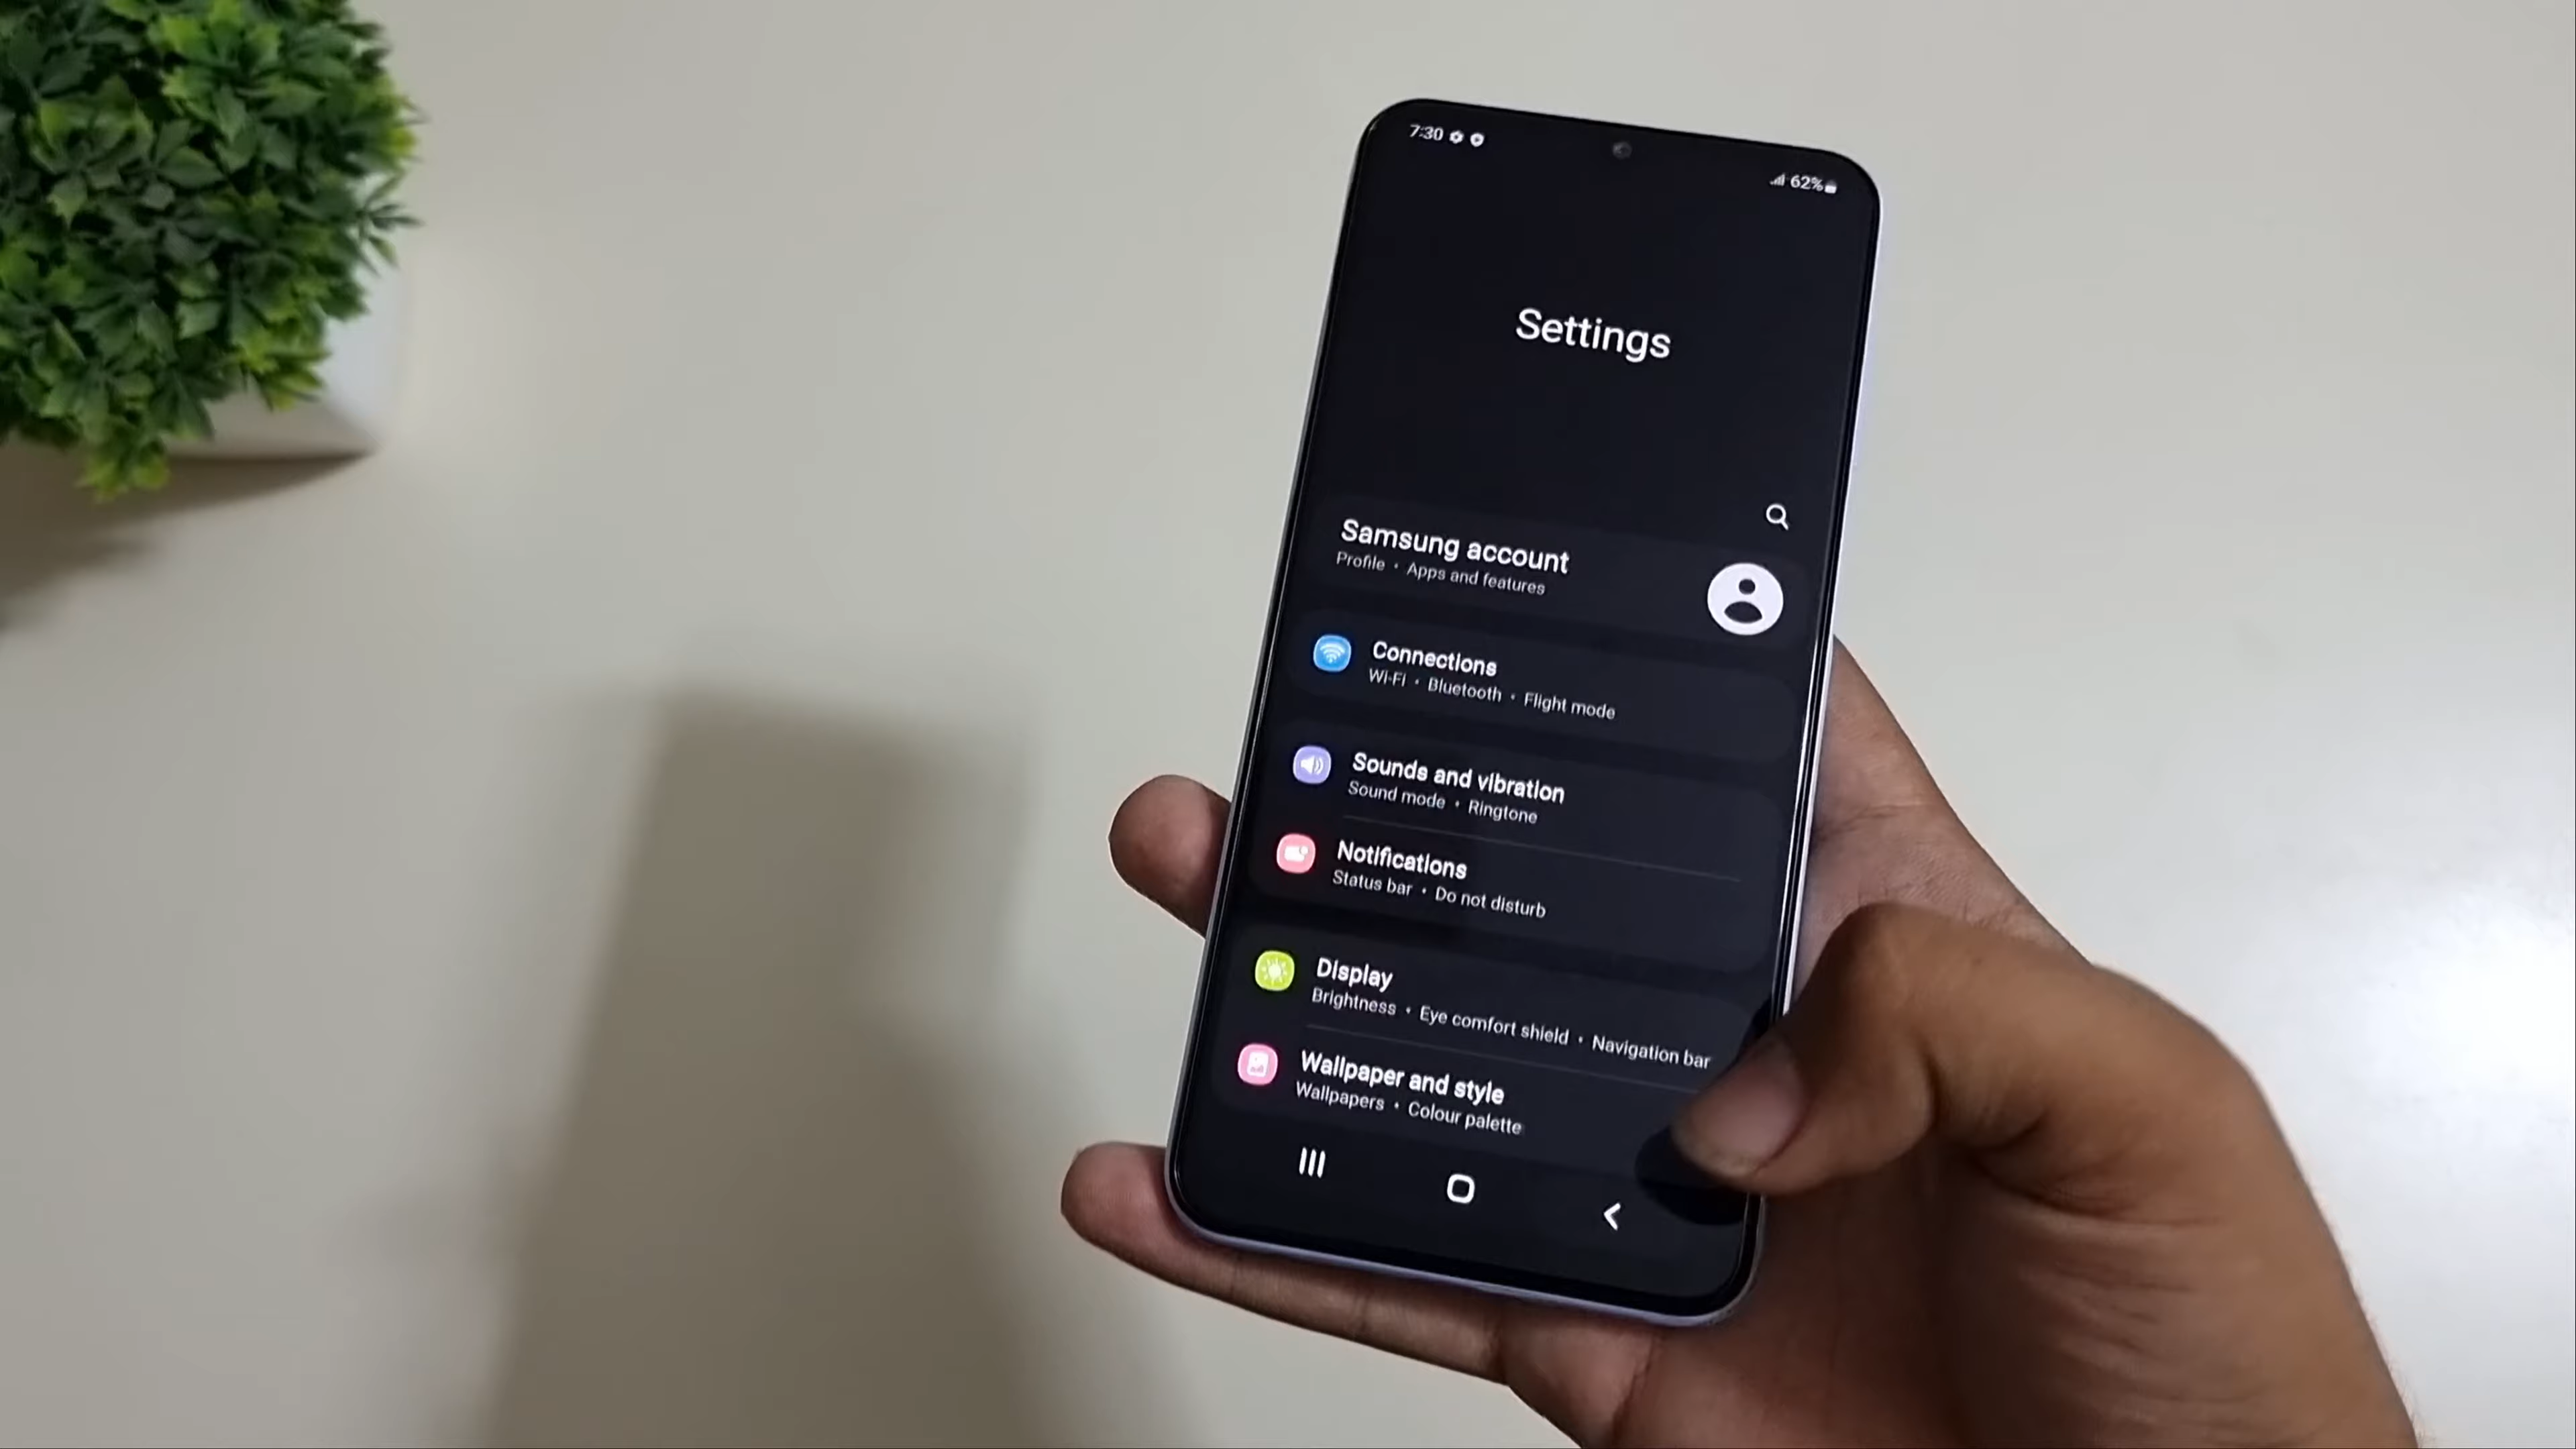 7:30
62%
Settings
Samsung account
Profile • Apps and features
Connections
Wi-Fi • Bluetooth • Flight mode
Sounds and vibration
Sound mode • Ringtone
Notifications
Status bar • Do not disturb
Display
Brightness • Eye comfort shield • Navigation bar
Wallpaper and style
Wallpapers • Colour palette